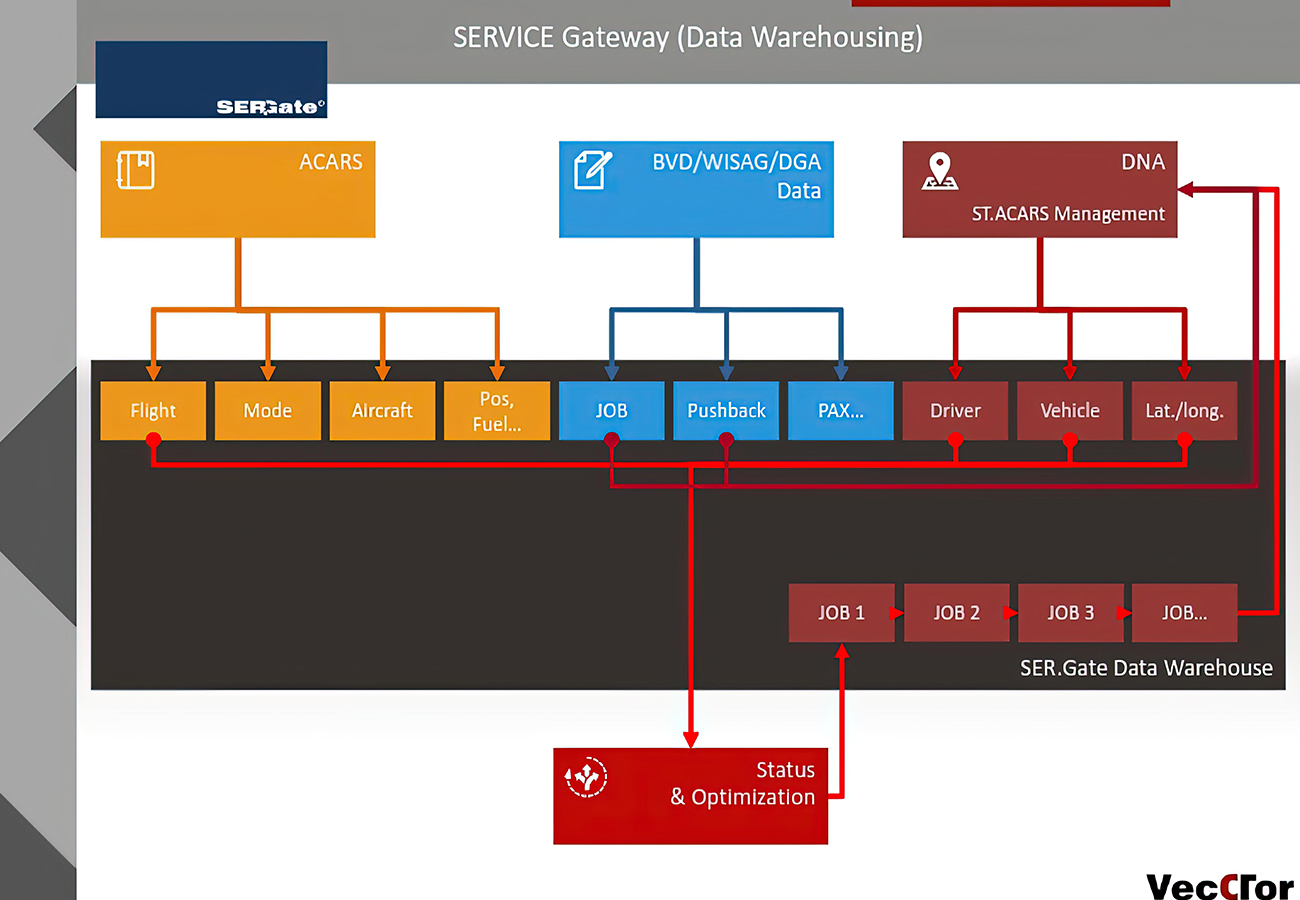 SERVICE Gateway (Data Warehousing)
SER.Gate
ACARS
BVD/WISAG/DGA
Data
DNA
ST.ACARS Management
Flight
Mode
Aircraft
Pos,
Fuel...
JOB
Pushback
PAX...
Driver
Vehicle
Lat./long.
JOB 1
JOB 2
JOB 3
JOB...
SER.Gate Data Warehouse
Status
& Optimization
VecCTor